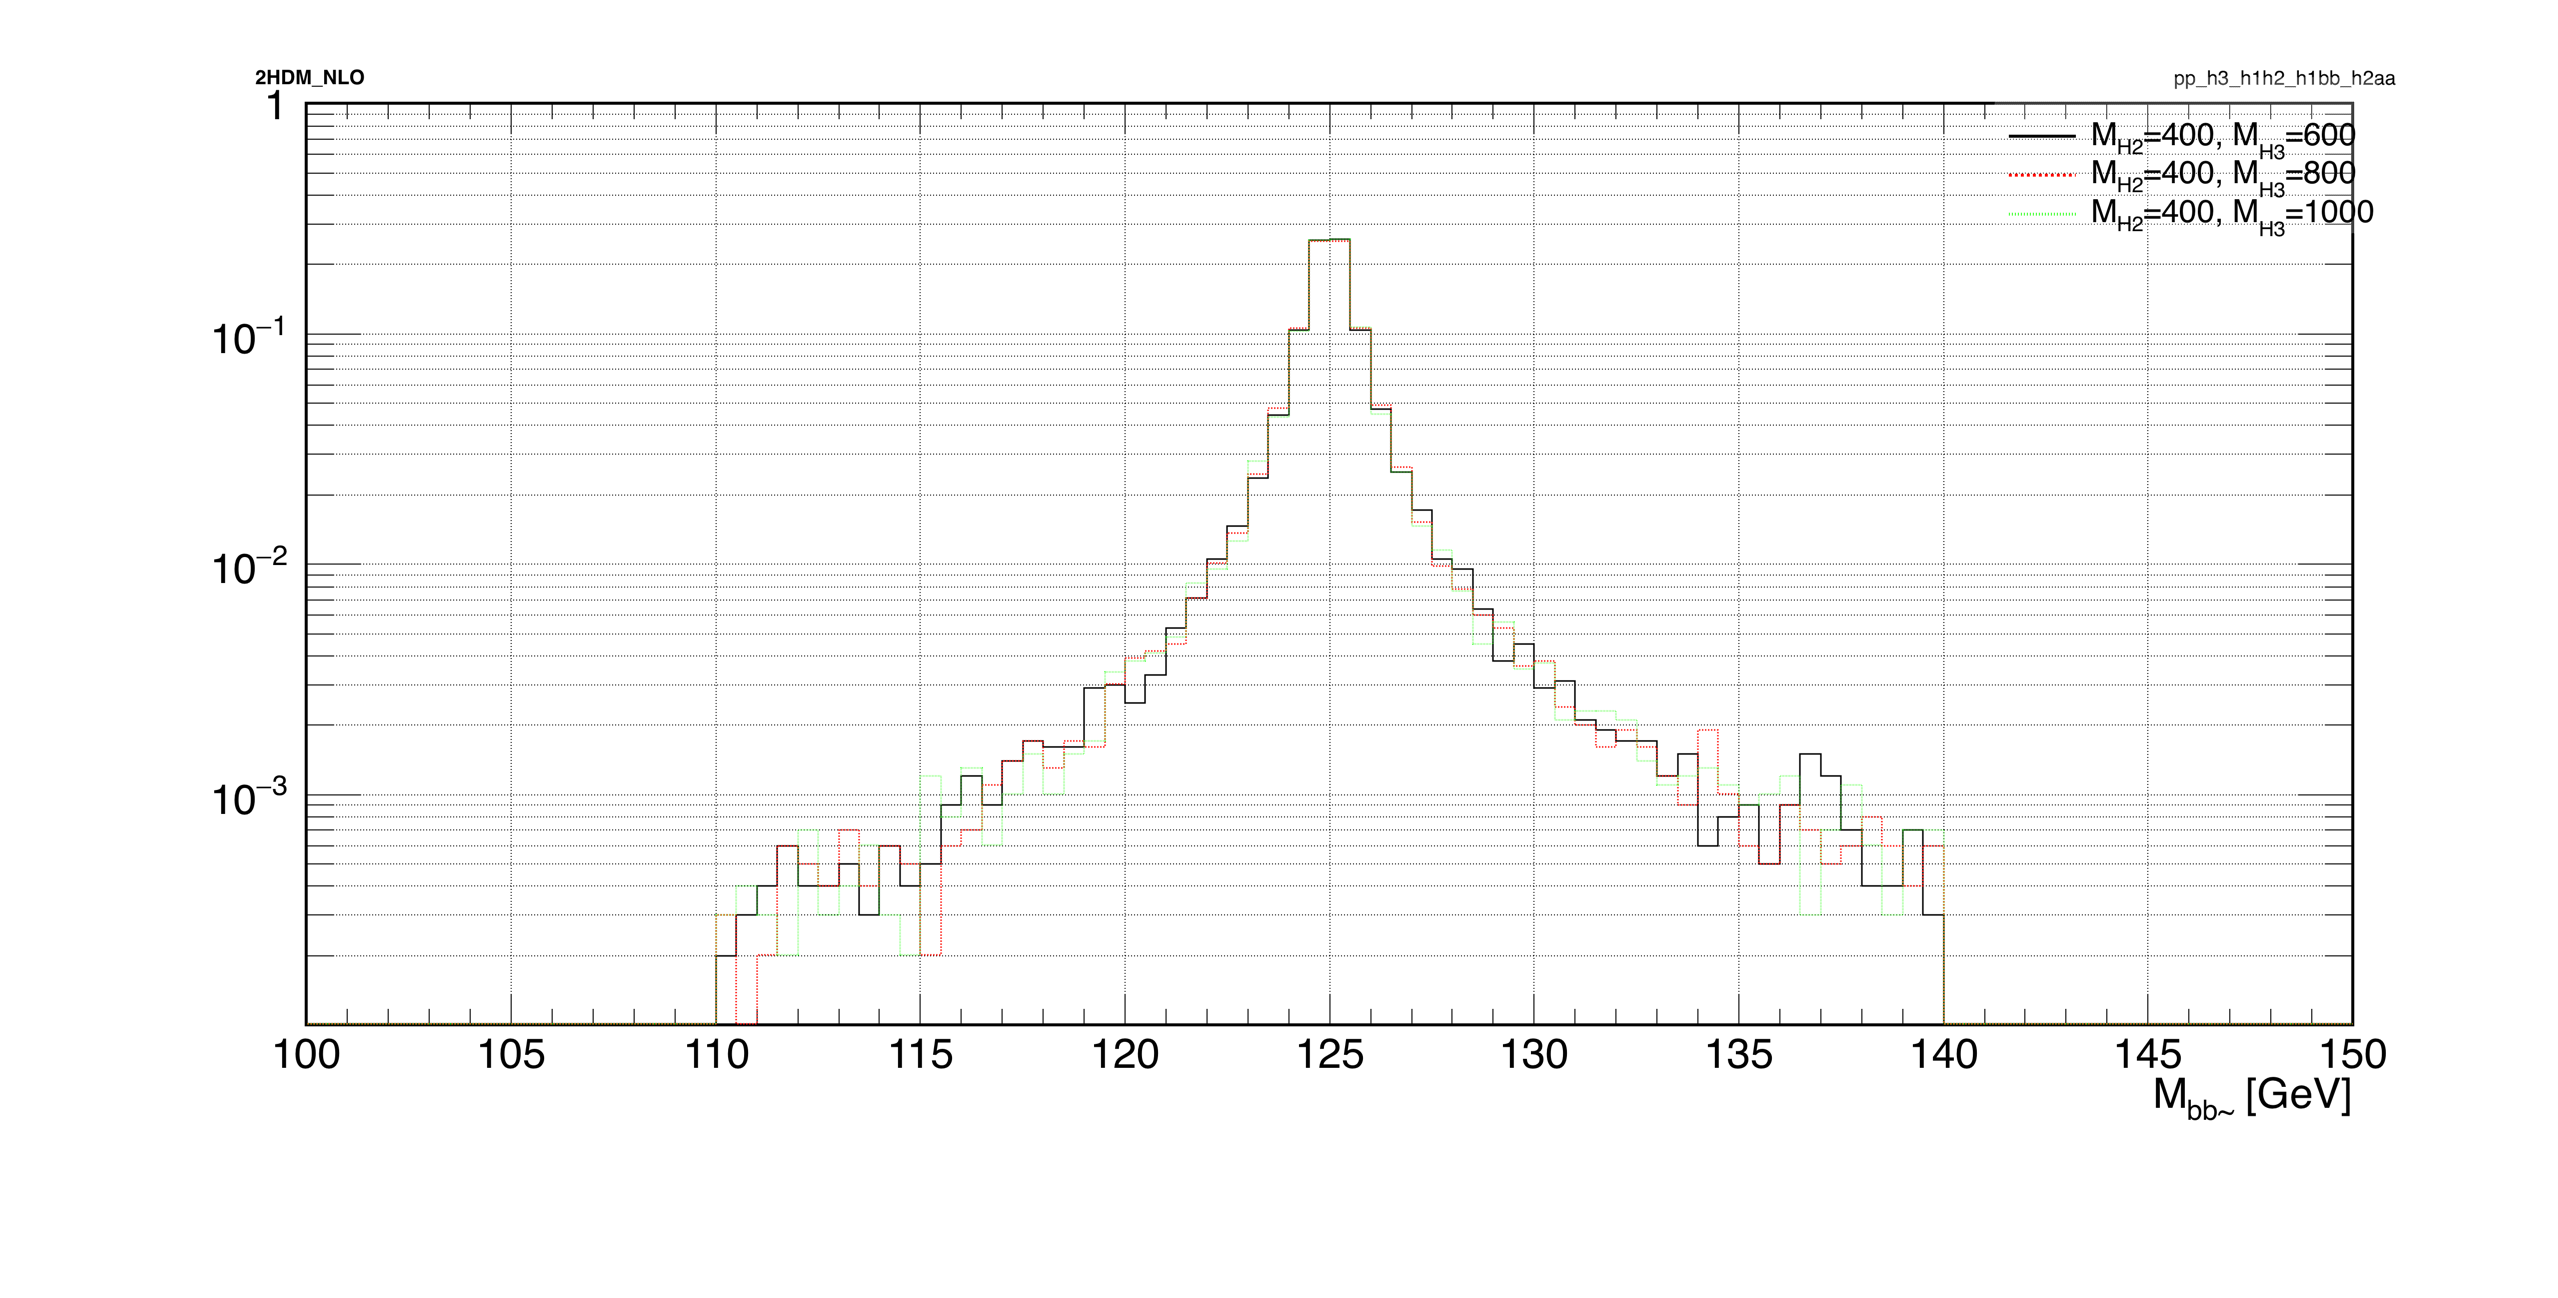 2HDM_NLO
pp_h3_h1h2_h1bb_h2aa
M_H2=400, M_H3=600
M_H2=400, M_H3=800
M_H2=400, M_H3=1000
1
10^−1
10^−2
10^−3
100 105 110 115 120 125 130 135 140 145 150
M_bb~ [GeV]